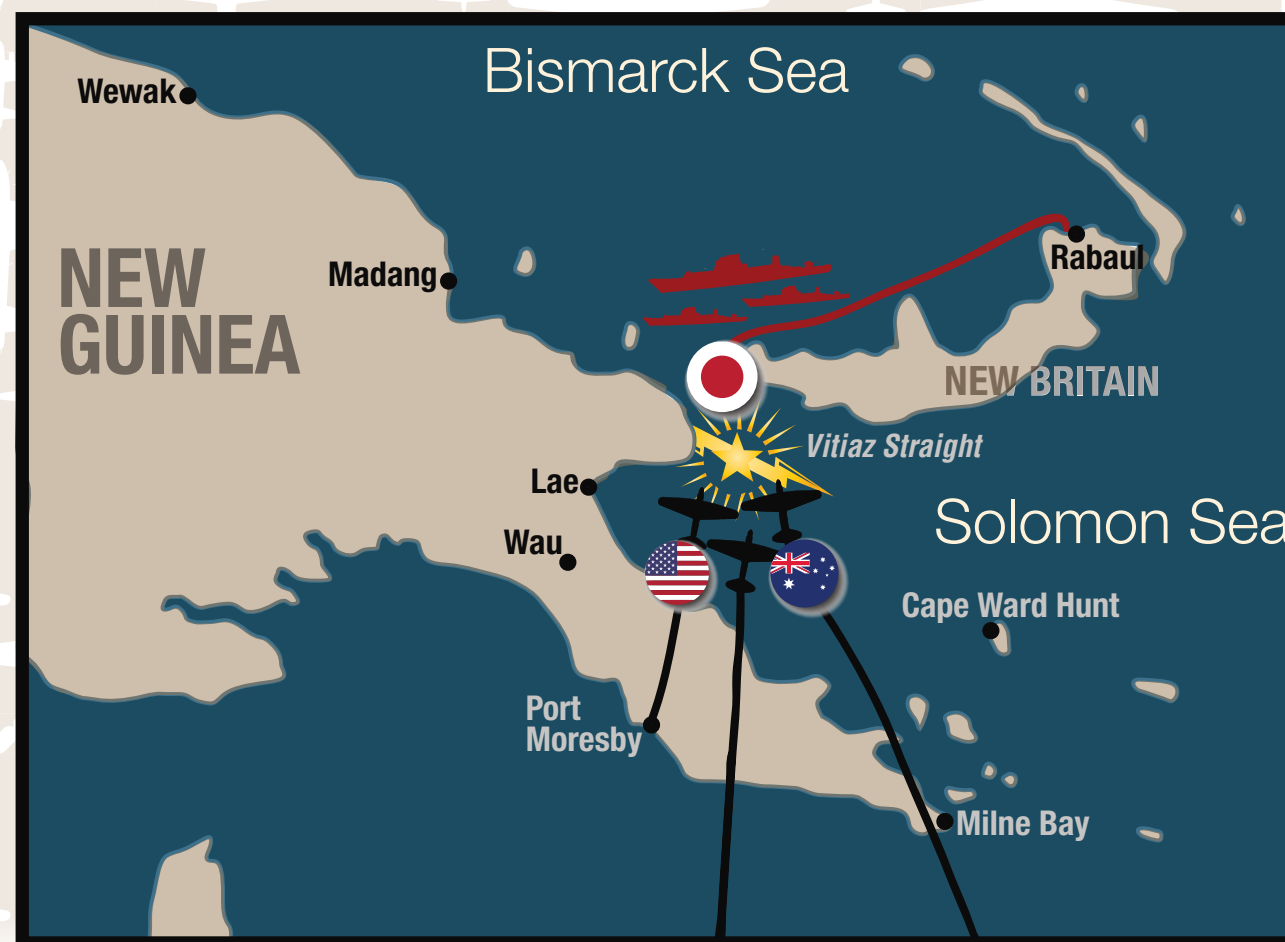 Bismarck Sea
Wewak
NEW
GUINEA
Madang
Rabaul
NEW BRITAIN
Vitiaz Straight
Lae
Solomon Sea
Wau
Cape Ward Hunt
Port
Moresby
Milne Bay